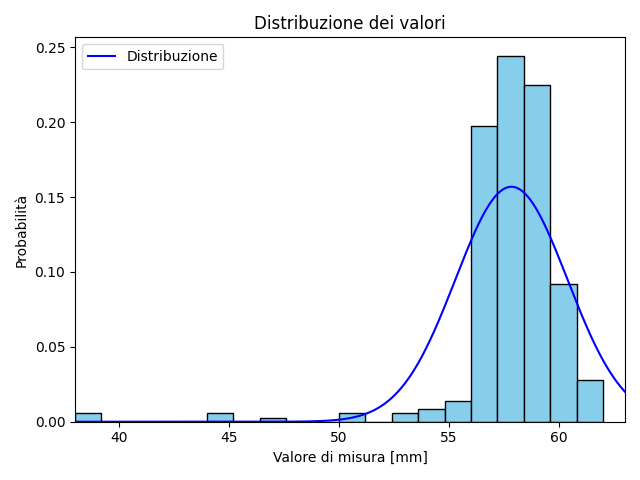 Distribuzione dei valori
Distribuzione
0.25
0.20
0.15
0.10
0.05
0.00
Probabilità
40 45 50 55 60
Valore di misura [mm]